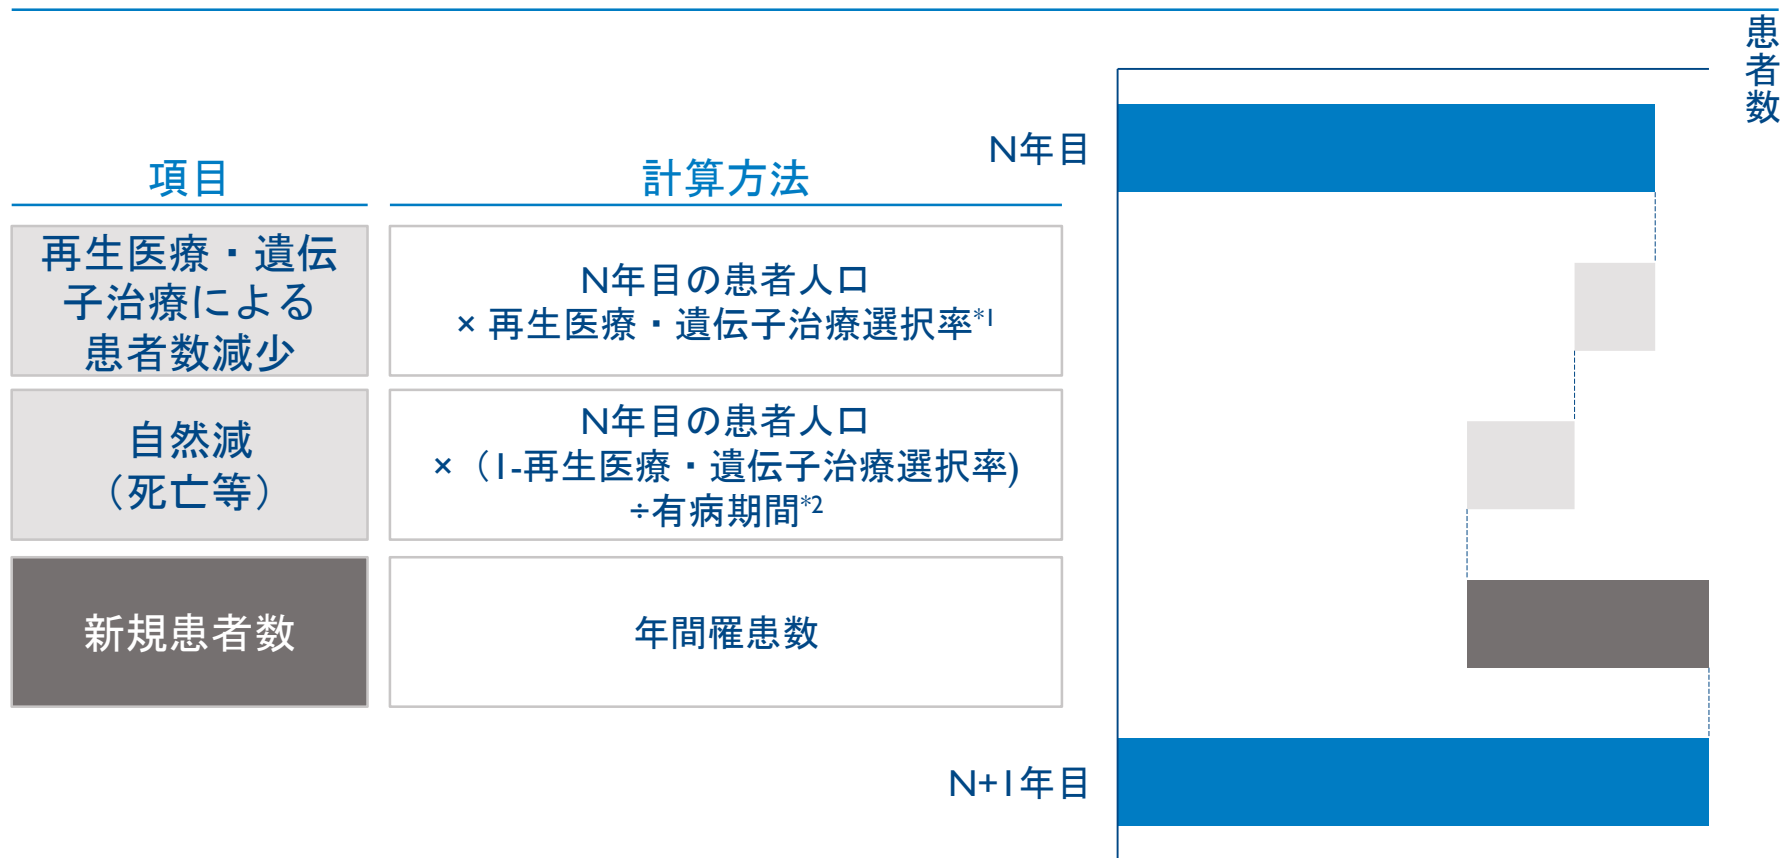 患者数
N年目
項目
計算方法
再生医療・遺伝
子治療による
患者数減少
N年目の患者人口
× 再生医療・遺伝子治療選択率*1
自然減
（死亡等）
N年目の患者人口
×（1-再生医療・遺伝子治療選択率)
÷有病期間*2
新規患者数
年間罹患数
N+1年目